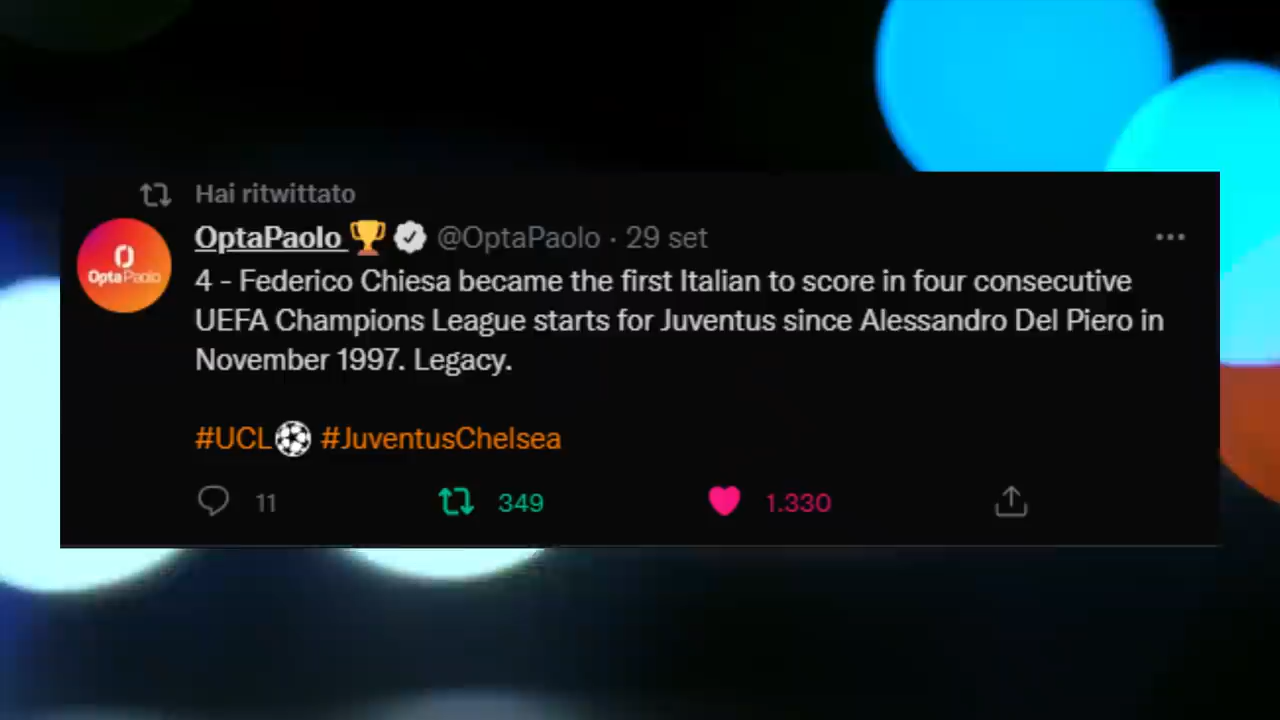 Hai ritwittato
OptaPaolo 🏆 @OptaPaolo · 29 set
Opta Paolo
4 - Federico Chiesa became the first Italian to score in four consecutive
UEFA Champions League starts for Juventus since Alessandro Del Piero in
November 1997. Legacy.
#UCL⚽ #JuventusChelsea
11 349 1.330